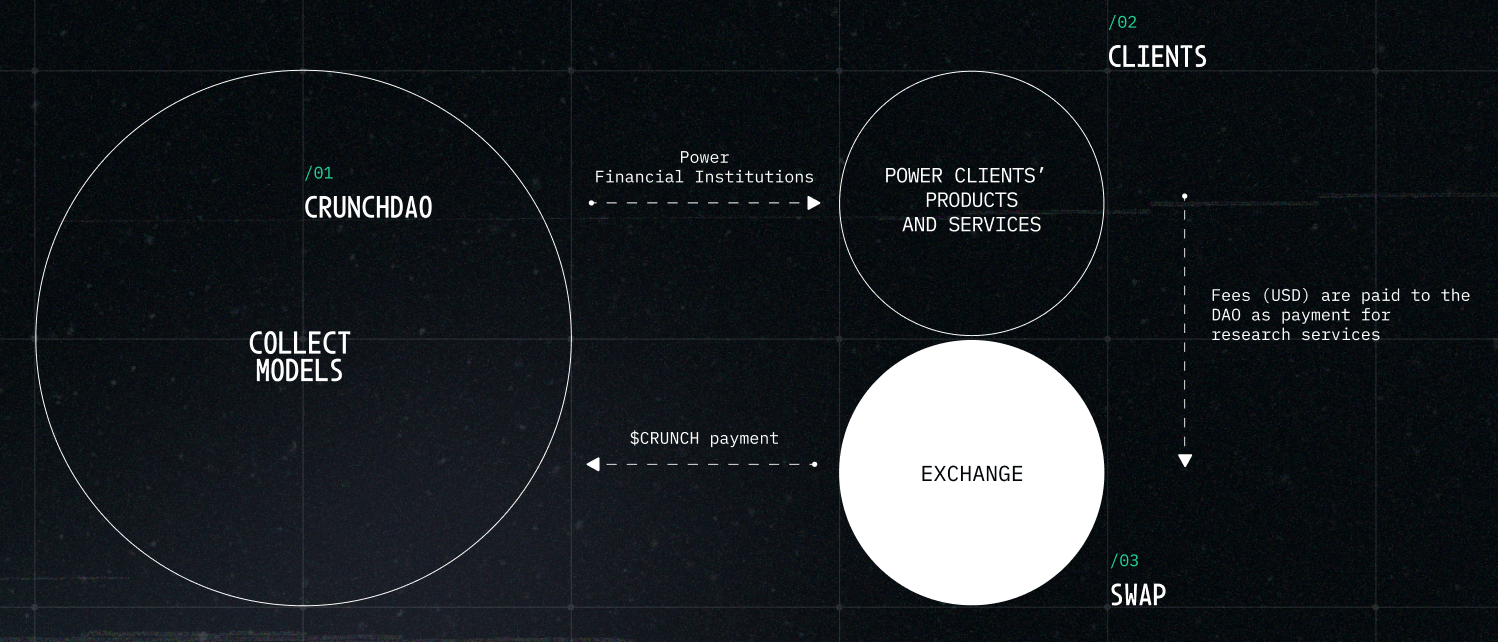 /01
CRUNCHDAO
COLLECT
MODELS
Power
Financial Institutions
$CRUNCH payment
/02
CLIENTS
POWER CLIENTS’
PRODUCTS
AND SERVICES
Fees (USD) are paid to the
DAO as payment for
research services
EXCHANGE
/03
SWAP